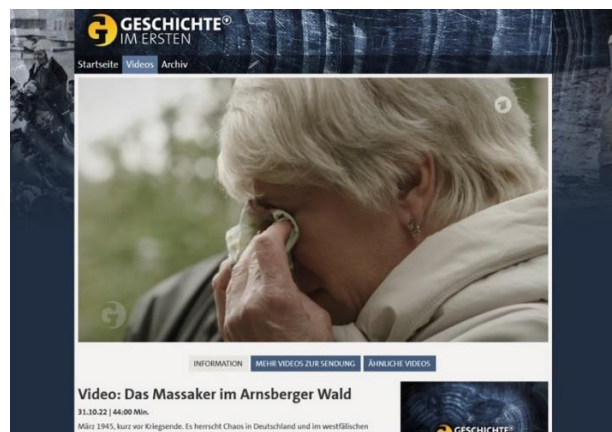 GESCHICHTE®
IM ERSTEN
Startseite Videos Archiv
INFORMATION MEHR VIDEOS ZUR SENDUNG ÄHNLICHE VIDEOS
Video: Das Massaker im Arnsberger Wald
31.10.22 | 44:00 Min.
März 1945, kurz vor Kriegsende. Es herrscht Chaos in Deutschland und im westfälischen
GESCHICHTE®